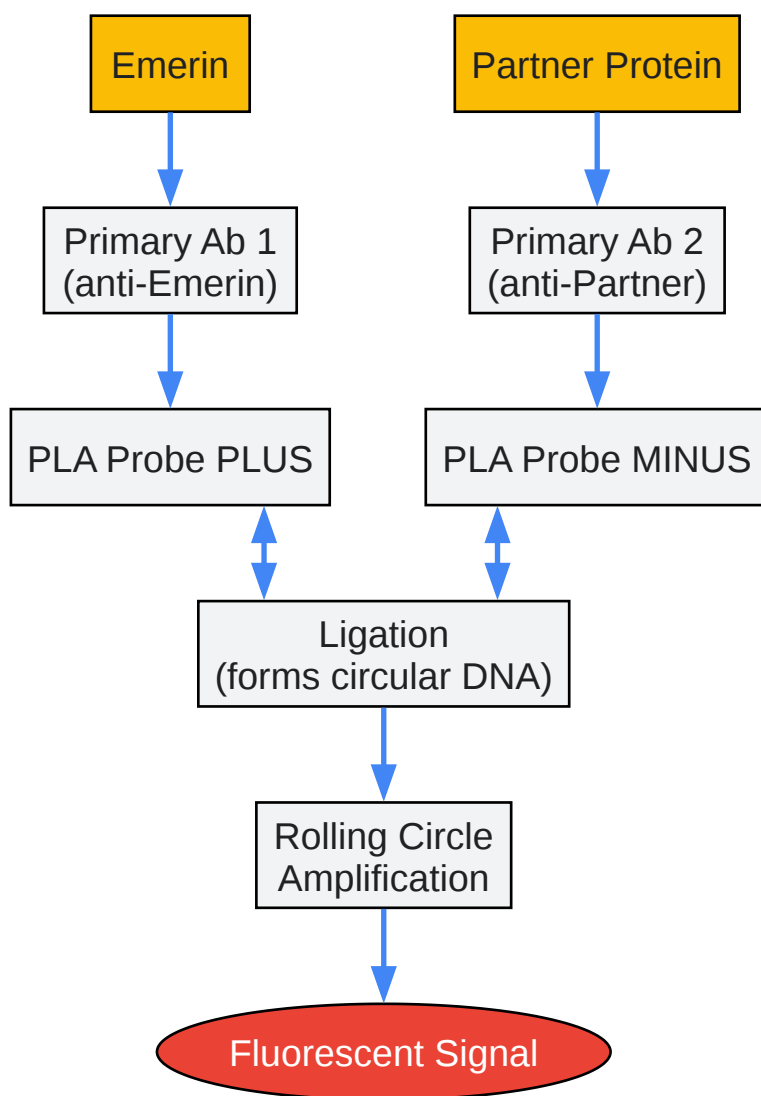 Emerin
Partner Protein
Primary Ab 1
(anti-Emerin)
Primary Ab 2
(anti-Partner)
PLA Probe PLUS
PLA Probe MINUS
Ligation
(forms circular DNA)
Rolling Circle
Amplification
Fluorescent Signal